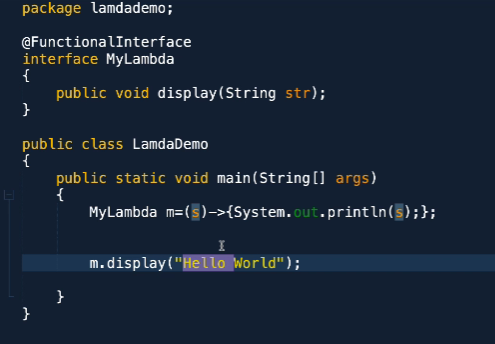 package lamdademo;
@FunctionalInterface
interface MyLambda
{
public void display(String str);
}
public class LamdaDemo
{
public static void main(String[] args)
{
MyLambda m=(s)->{System.out.println(s);};
m.display("Hello World");
}
}